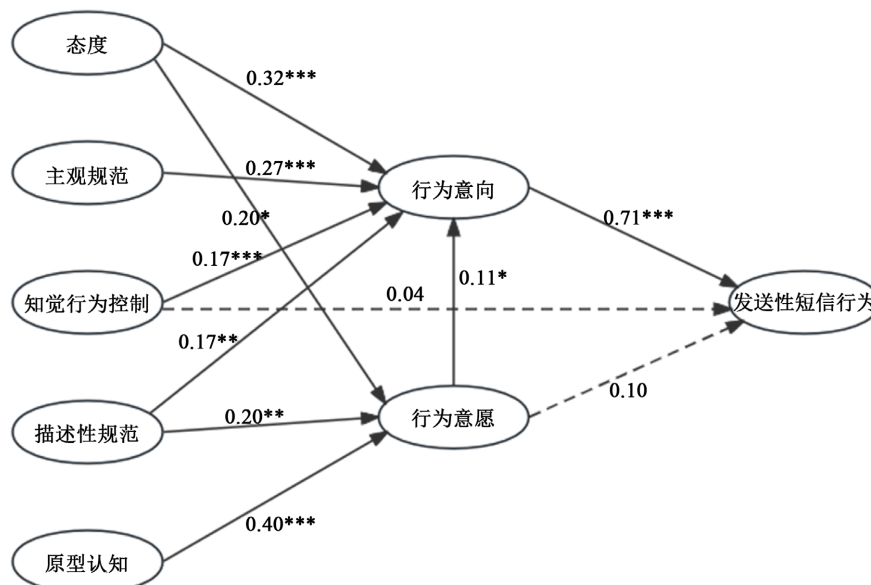 态度
0.32***
主观规范
0.27***
行为意向
0.20*
0.71***
0.17***
知觉行为控制
0.11*
0.04
发送性短信行为
0.17**
0.10
描述性规范
0.20**
行为意愿
0.40***
原型认知